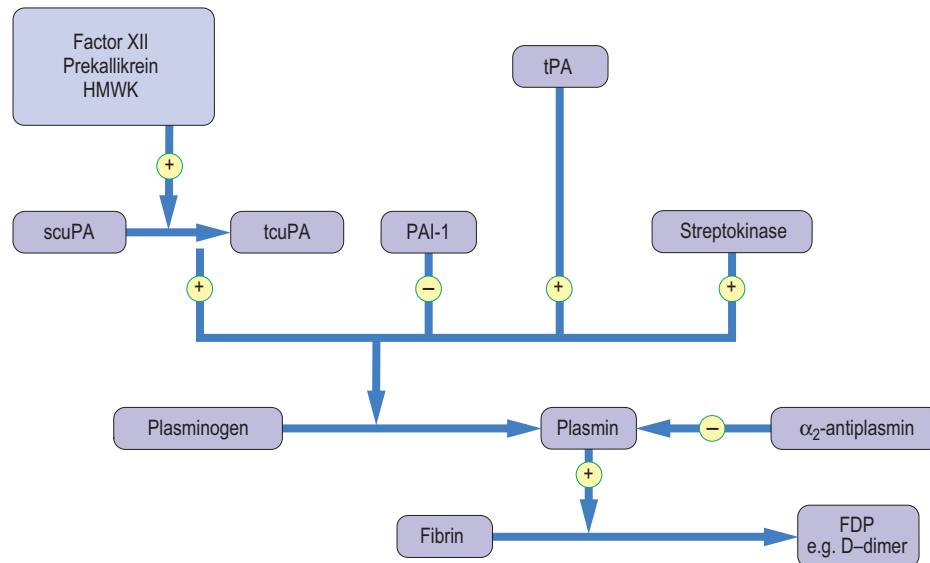 Factor XII
Prekallikrein
HMWK
tPA
+
scuPA
tcuPA
PAI-1
Streptokinase
+
–
+
+
Plasminogen
Plasmin
–
α₂-antiplasmin
+
Fibrin
FDP
e.g. D–dimer